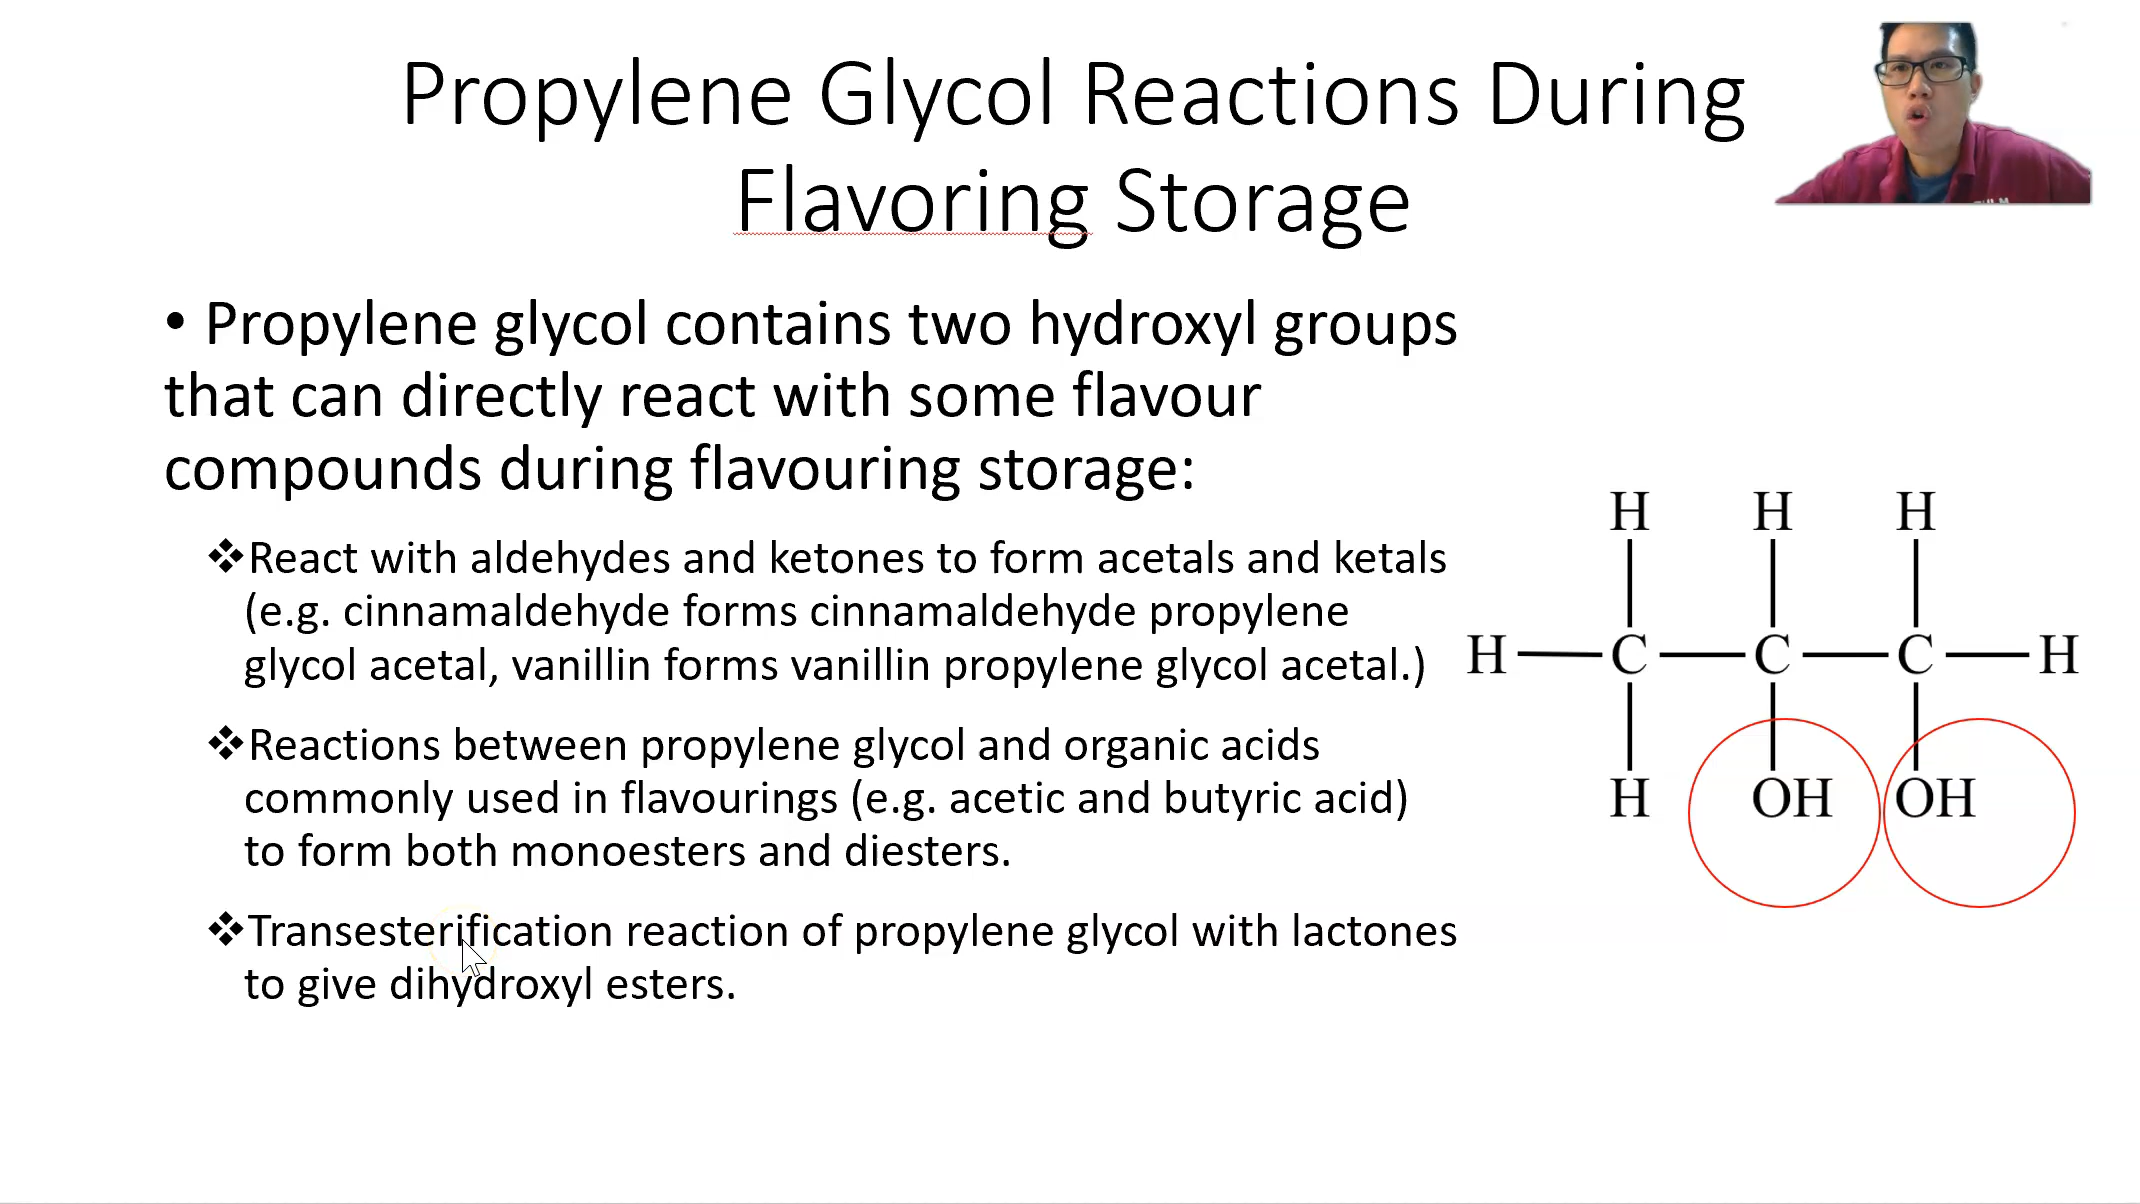 Propylene Glycol Reactions During
Flavoring Storage
• Propylene glycol contains two hydroxyl groups
that can directly react with some flavour
compounds during flavouring storage:
❖React with aldehydes and ketones to form acetals and ketals
(e.g. cinnamaldehyde forms cinnamaldehyde propylene
glycol acetal, vanillin forms vanillin propylene glycol acetal.)
❖Reactions between propylene glycol and organic acids
commonly used in flavourings (e.g. acetic and butyric acid)
to form both monoesters and diesters.
❖Transesterification reaction of propylene glycol with lactones
to give dihydroxyl esters.
H H H
H C C C H
H OH OH